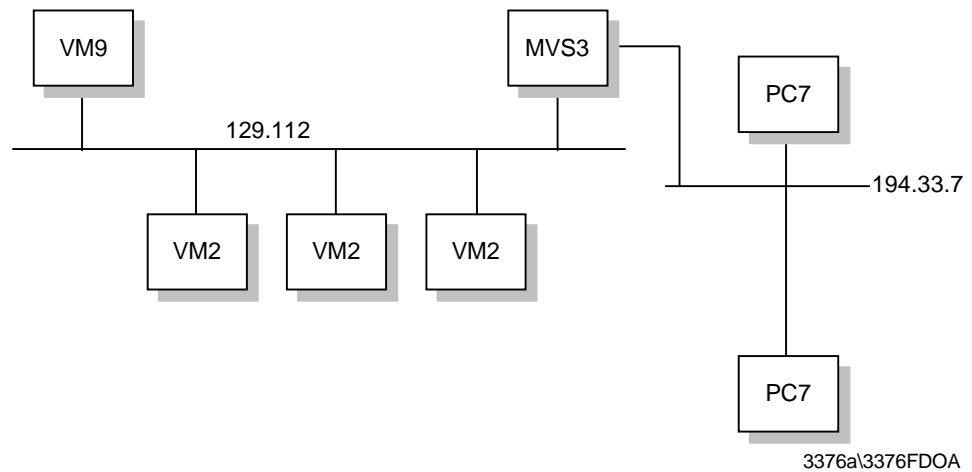 VM9
MVS3
PC7
129.112
194.33.7
VM2
VM2
VM2
PC7
3376a\3376FDOA